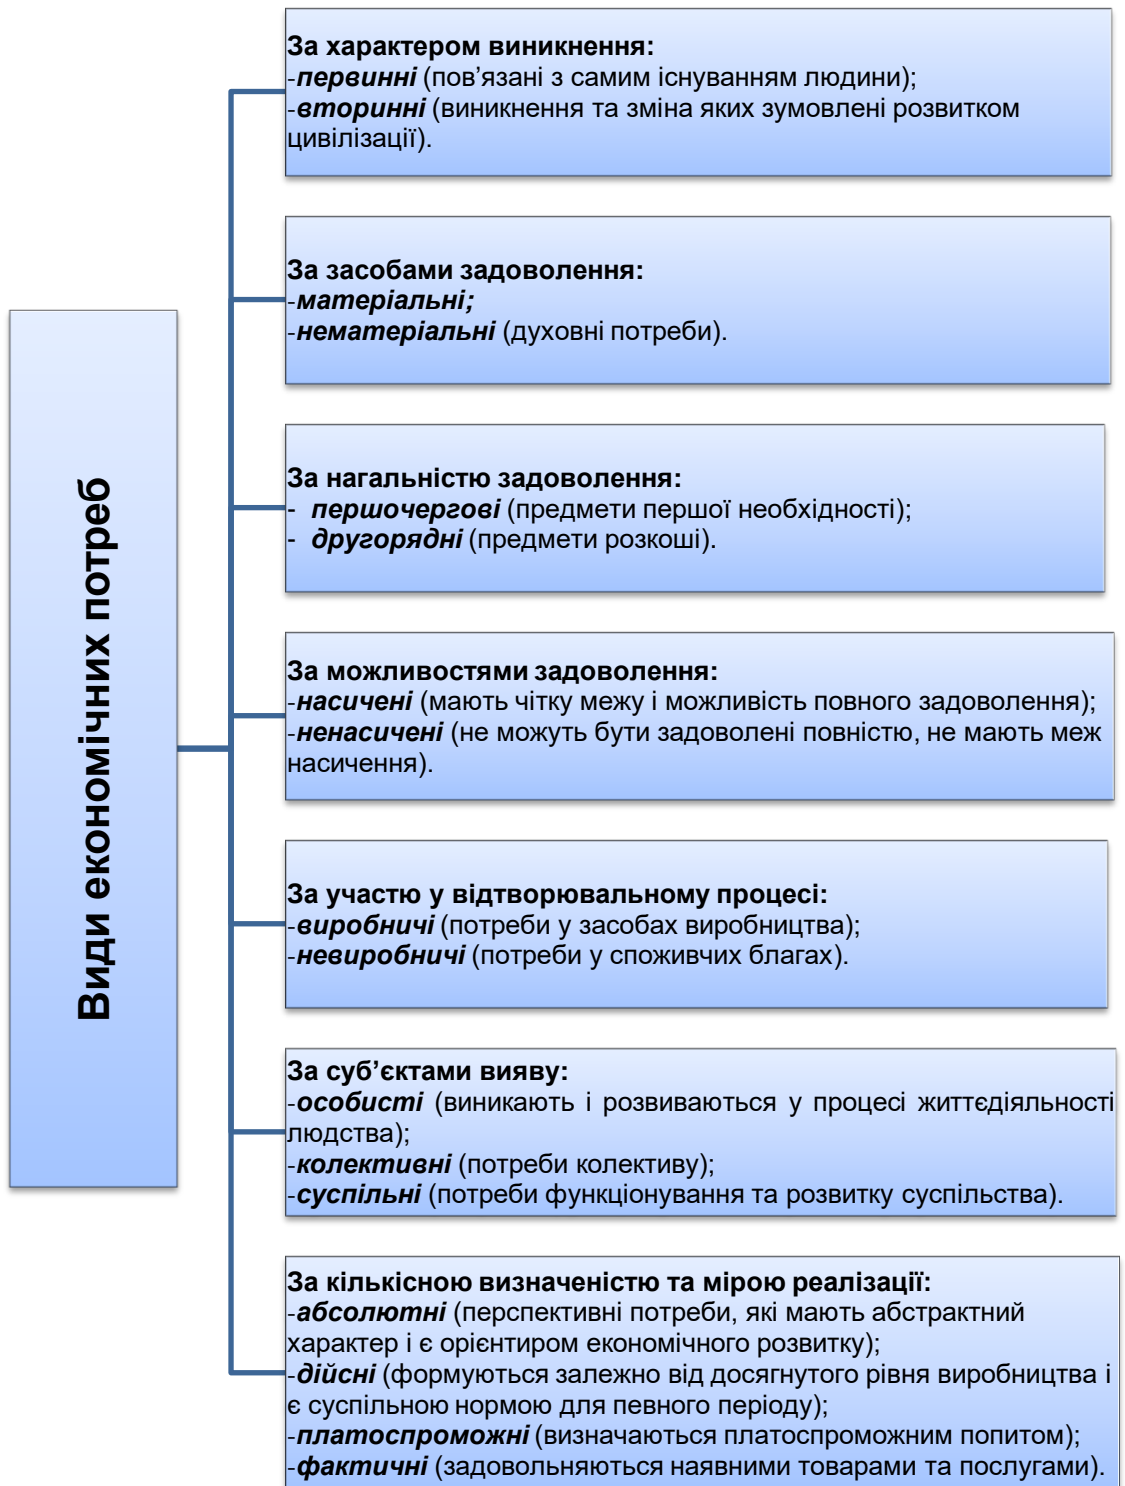 Види економічних потреб
За характером виникнення:
-первинні (пов’язані з самим існуванням людини);
-вторинні (виникнення та зміна яких зумовлені розвитком
цивілізації).
За засобами задоволення:
-матеріальні;
-нематеріальні (духовні потреби).
За нагальністю задоволення:
- першочергові (предмети першої необхідності);
- другорядні (предмети розкоші).
За можливостями задоволення:
-насичені (мають чітку межу і можливість повного задоволення);
-ненасичені (не можуть бути задоволені повністю, не мають меж
насичення).
За участю у відтворювальному процесі:
-виробничі (потреби у засобах виробництва);
-невиробничі (потреби у споживчих благах).
За суб’єктами вияву:
-особисті (виникають і розвиваються у процесі життєдіяльності
людства);
-колективні (потреби колективу);
-суспільні (потреби функціонування та розвитку суспільства).
За кількісною визначеністю та мірою реалізації:
-абсолютні (перспективні потреби, які мають абстрактний
характер і є орієнтиром економічного розвитку);
-дійсні (формуються залежно від досягнутого рівня виробництва і
є суспільною нормою для певного періоду);
-платоспроможні (визначаються платоспроможним попитом);
-фактичні (задовольняються наявними товарами та послугами).